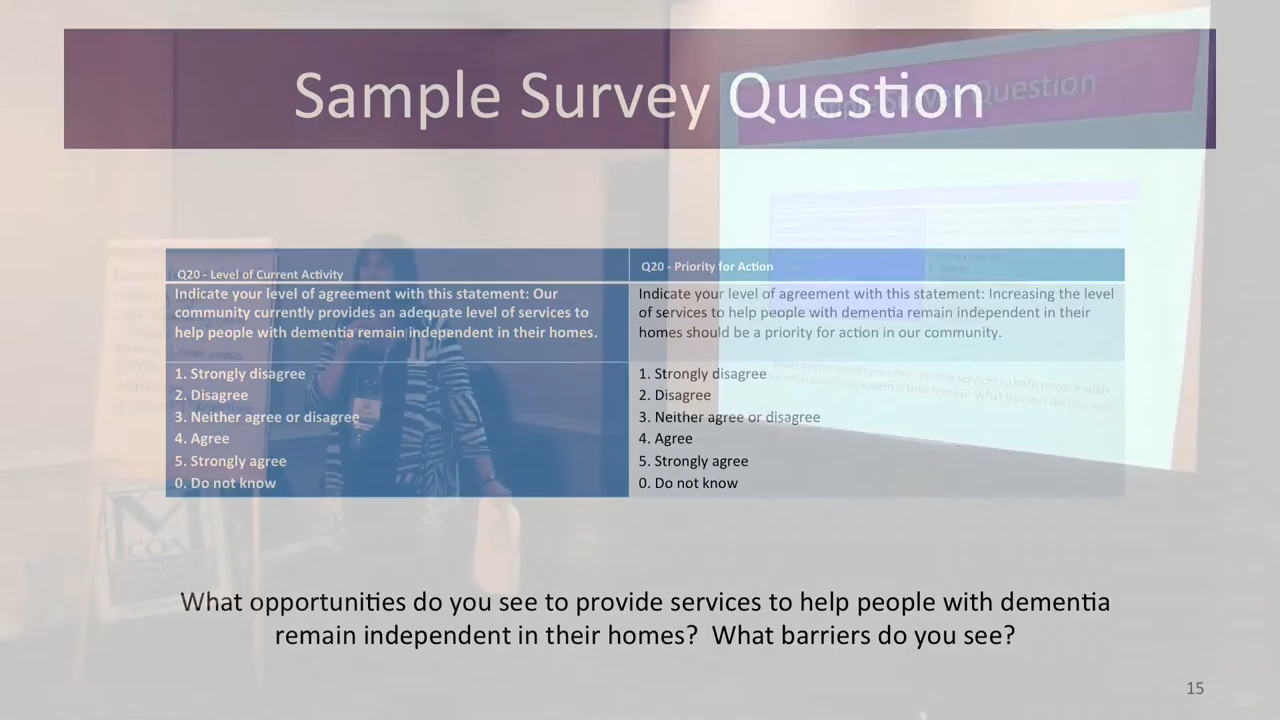 Sample Survey Question
Q20 - Level of Current Activity
Q20 - Priority for Action
Indicate your level of agreement with this statement: Our
community currently provides an adequate level of services to
help people with dementia remain independent in their homes.
Indicate your level of agreement with this statement: Increasing the level
of services to help people with dementia remain independent in their
homes should be a priority for action in our community.
1. Strongly disagree
2. Disagree
3. Neither agree or disagree
4. Agree
5. Strongly agree
0. Do not know
1. Strongly disagree
2. Disagree
3. Neither agree or disagree
4. Agree
5. Strongly agree
0. Do not know
Sample Survey Question
COA
What opportunities do you see to provide services to help people with dementia
remain independent in their homes?  What barriers do you see?
15